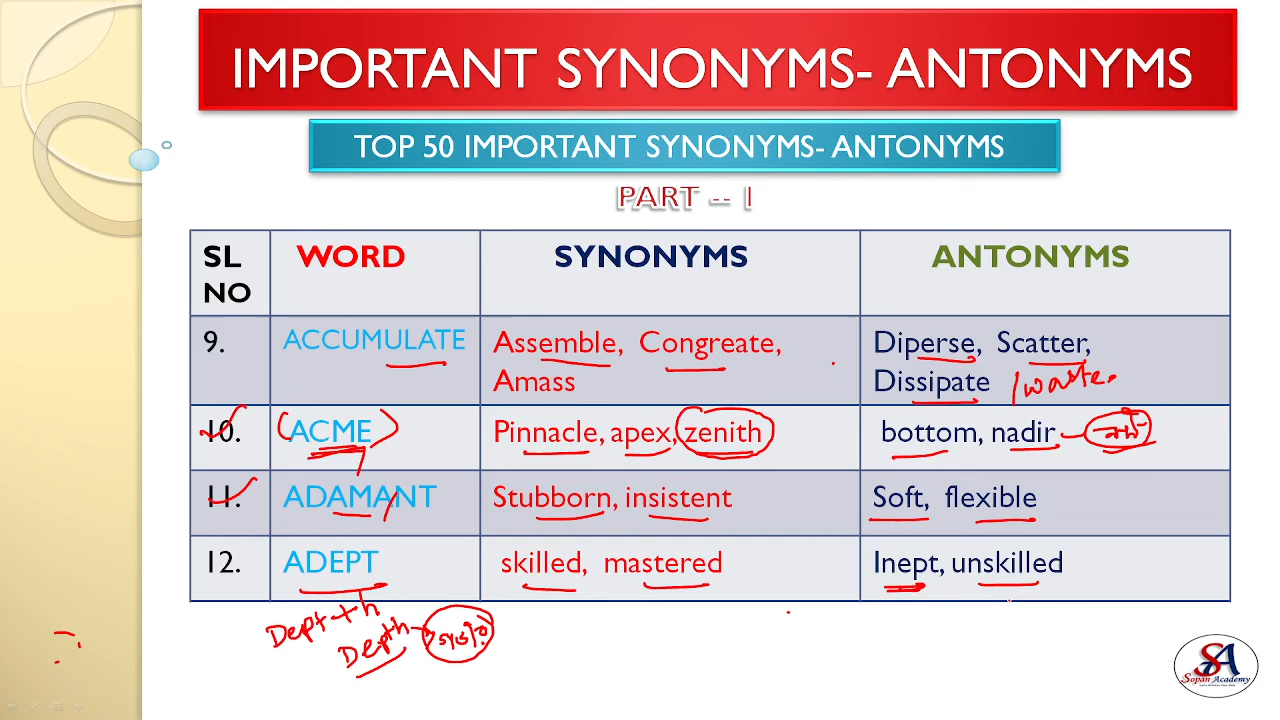 IMPORTANT SYNONYMS- ANTONYMS
TOP 50 IMPORTANT SYNONYMS- ANTONYMS
PART -- I
SL NO WORD SYNONYMS ANTONYMS
9. ACCUMULATE Assemble, Congreate, Diperse, Scatter,
Amass Dissipate /waste.
10. ACME Pinnacle, apex, zenith bottom, nadir
11. ADAMANT Stubborn, insistent Soft, flexible
12. ADEPT skilled, mastered Inept, unskilled
Dept+h
Depth
SA
Sopan Academy